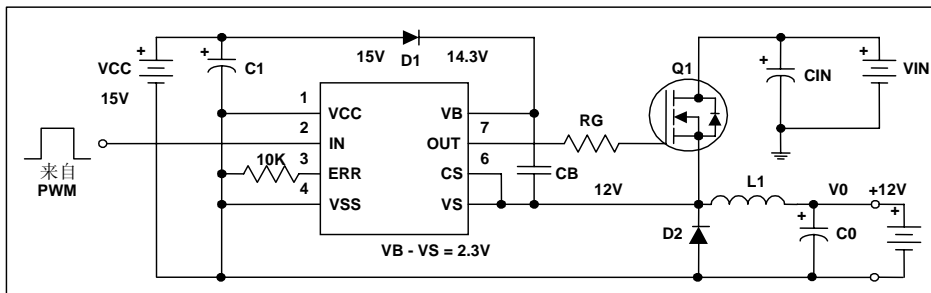 VCC
15V
C1
15V
D1
14.3V
Q1
CIN
VIN
1
VCC
VB
2
IN
7
OUT
RG
来自
PWM
10K
3
ERR
6
CS
CB
4
VSS
VS
12V
L1
V0
+12V
D2
C0
VB - VS = 2.3V